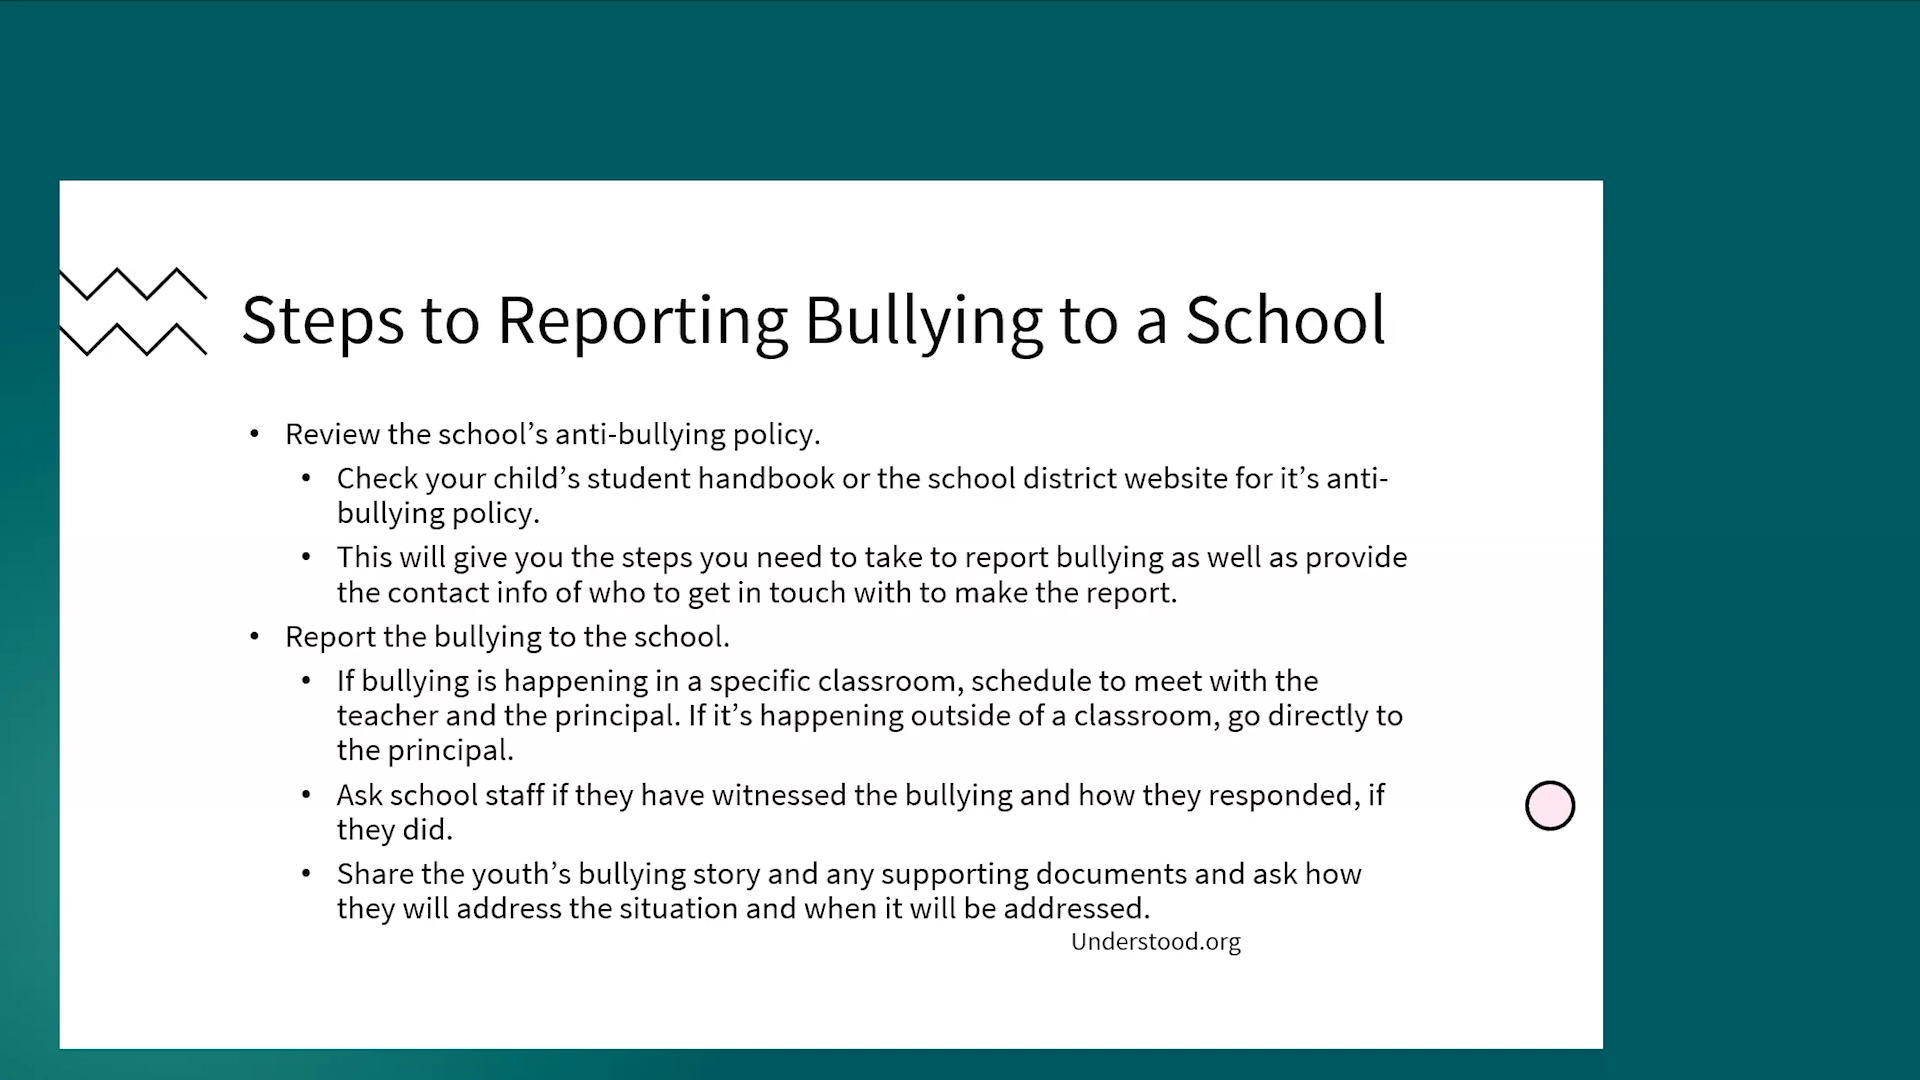 Steps to Reporting Bullying to a School
• Review the school’s anti-bullying policy.
• Check your child’s student handbook or the school district website for it’s anti-
bullying policy.
• This will give you the steps you need to take to report bullying as well as provide
the contact info of who to get in touch with to make the report.
• Report the bullying to the school.
• If bullying is happening in a specific classroom, schedule to meet with the
teacher and the principal. If it’s happening outside of a classroom, go directly to
the principal.
• Ask school staff if they have witnessed the bullying and how they responded, if
they did.
• Share the youth’s bullying story and any supporting documents and ask how
they will address the situation and when it will be addressed.
Understood.org